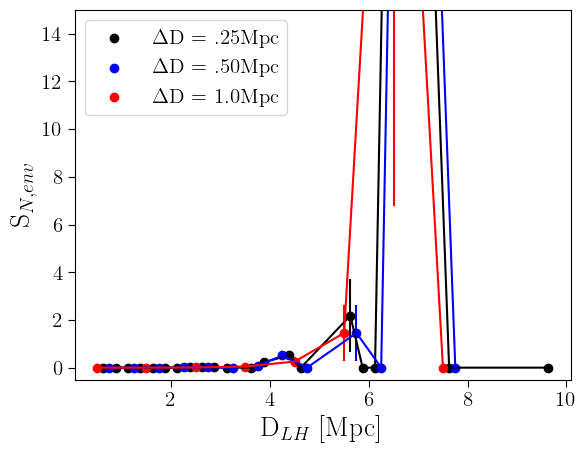 ΔD = .25Mpc
ΔD = .50Mpc
ΔD = 1.0Mpc
14
12
10
8
6
4
2
0
S_{N,env}
2 4 6 8 10
D_{LH} [Mpc]